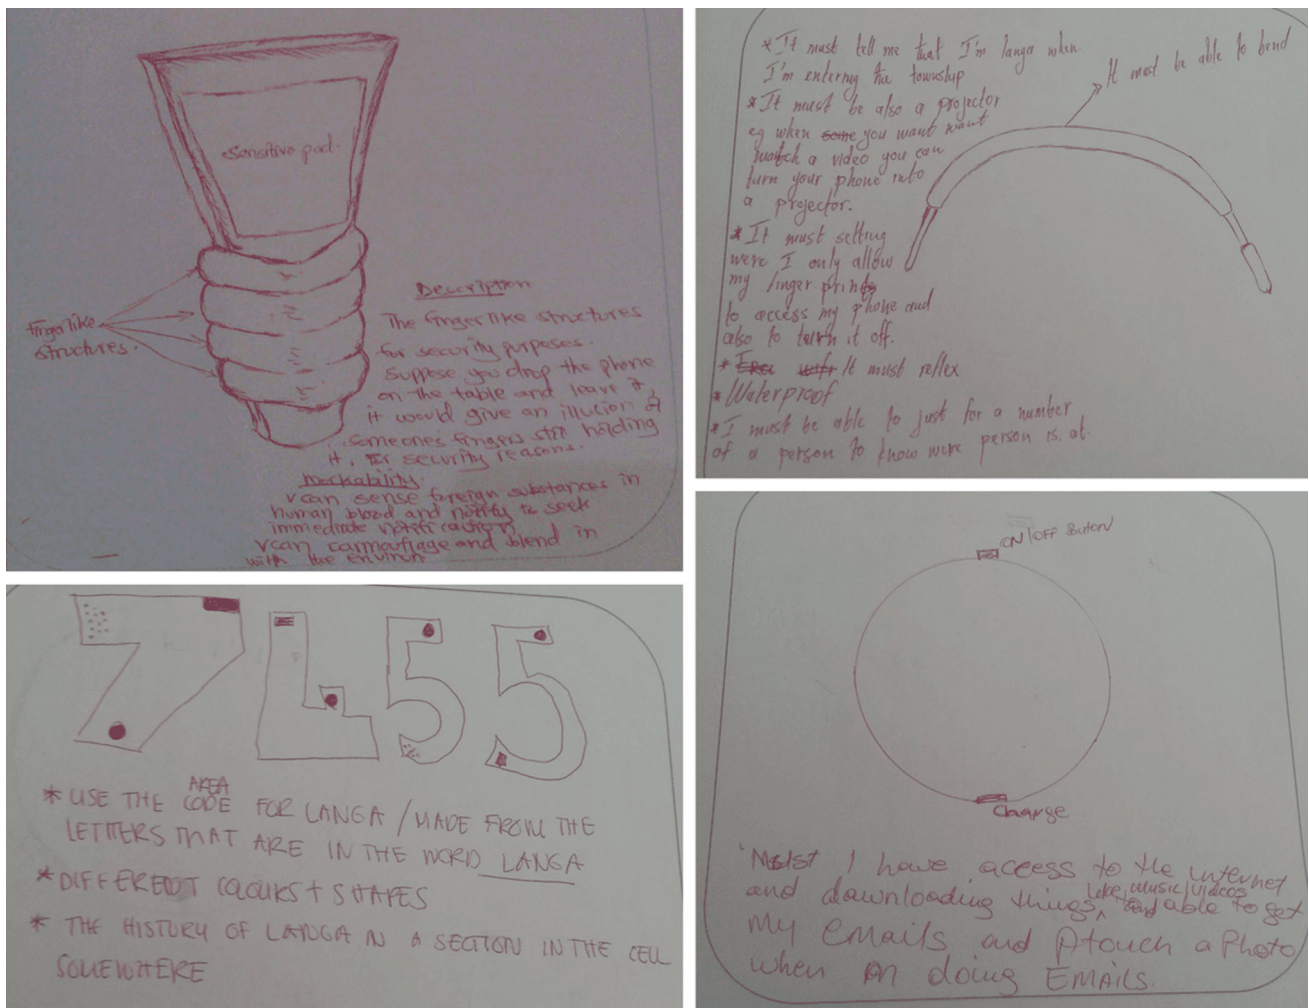 Sensitive pad.
fingerlike
structures.
Description
The finger like structures
for security purposes.
Suppose you drop the phone
on the table and leave it,
it would give an illusion of
someones fingers still holding
it. For security reasons.
Workability
can sense foreign substances in
human blood and notify to seek
immediate notification
can camouflage and blend in
with the environ
* It must tell me that I'm langa when
I'm entering the township
* It must be also a projector
eg when some you want want
watch a video you can
turn your phone into
a projector.
* It must setting
were I only allow
my finger prints
to access my phone and
also to turn it off.
* It must reflex
* Waterproof
* I must be able to just for a number
of a person to know were person is at.
It must be able to bend
7455
* USE THE AREA CODE FOR LANGA / MADE FROM THE
LETTERS THAT ARE IN THE WORD LANGA
* DIFFERENT COLOURS + SHAPES
* THE HISTORY OF LANGA IN A SECTION IN THE CELL
SOMEWHERE
ON/OFF Button
Charge
Must I have access to the internet
and downloading things like music/videos and able to get
My emails and Attouch a Photo
when on doing EMAILS.